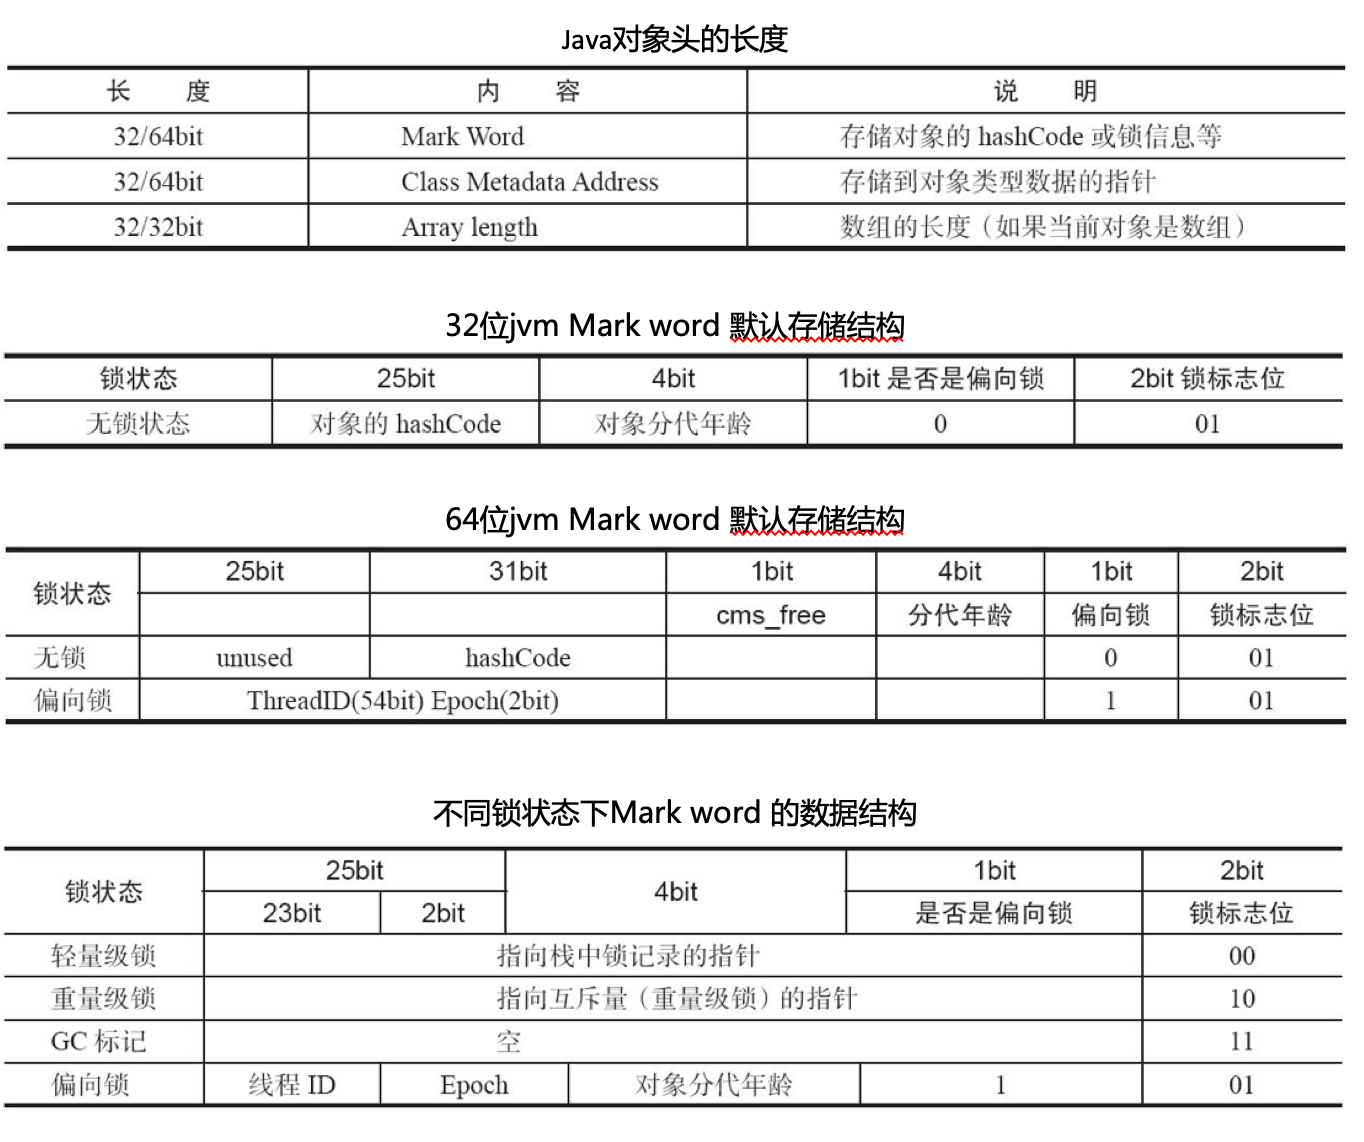 Java对象头的长度
长 度 内 容 说 明
32/64bit Mark Word 存储对象的 hashCode 或锁信息等
32/64bit Class Metadata Address 存储到对象类型数据的指针
32/32bit Array length 数组的长度（如果当前对象是数组）
32位jvm Mark word 默认存储结构
锁状态 25bit 4bit 1bit 是否是偏向锁 2bit 锁标志位
无锁状态 对象的 hashCode 对象分代年龄 0 01
64位jvm Mark word 默认存储结构
锁状态 25bit 31bit 1bit 4bit 1bit 2bit
cms_free 分代年龄 偏向锁 锁标志位
无锁 unused hashCode 0 01
偏向锁 ThreadID(54bit) Epoch(2bit) 1 01
不同锁状态下Mark word 的数据结构
锁状态 25bit 4bit 1bit 2bit
23bit 2bit 是否是偏向锁 锁标志位
轻量级锁 指向栈中锁记录的指针 00
重量级锁 指向互斥量（重量级锁）的指针 10
GC 标记 空 11
偏向锁 线程 ID Epoch 对象分代年龄 1 01